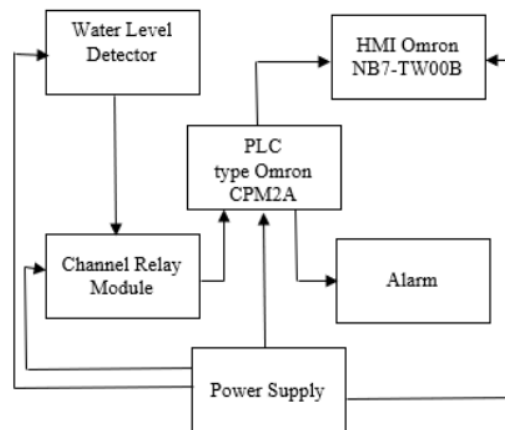 Water Level
Detector
HMI Omron
NB7-TW00B
PLC
type Omron
CPM2A
Channel Relay
Module
Alarm
Power Supply